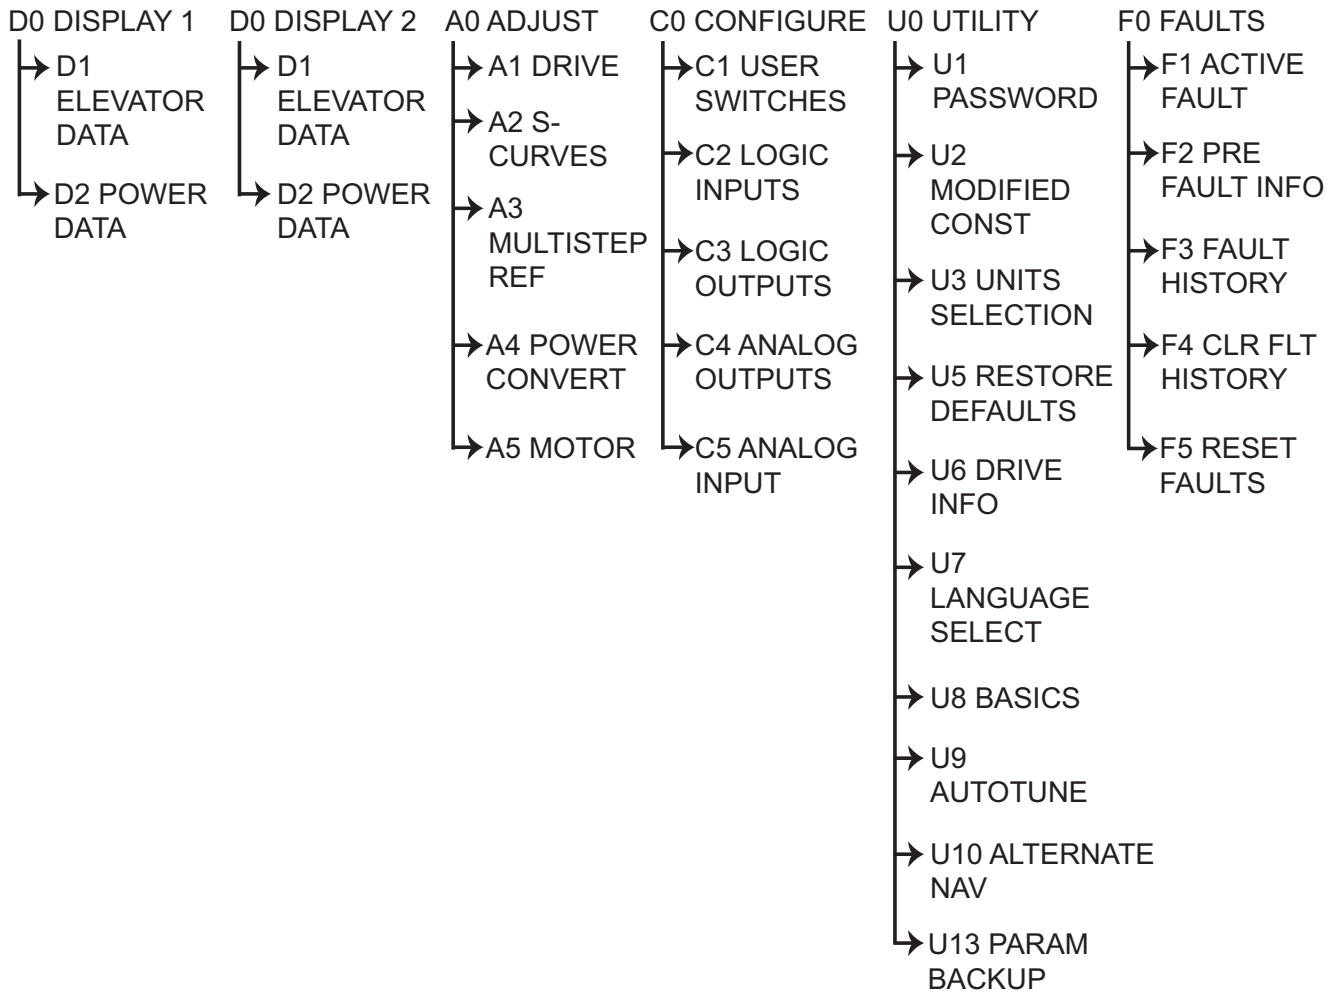 D0 DISPLAY 1
D1
ELEVATOR
DATA
D2 POWER
DATA
D0 DISPLAY 2
D1
ELEVATOR
DATA
D2 POWER
DATA
A0 ADJUST
A1 DRIVE
A2 S-
CURVES
A3
MULTISTEP
REF
A4 POWER
CONVERT
A5 MOTOR
C0 CONFIGURE
C1 USER
SWITCHES
C2 LOGIC
INPUTS
C3 LOGIC
OUTPUTS
C4 ANALOG
OUTPUTS
C5 ANALOG
INPUT
U0 UTILITY
U1
PASSWORD
U2
MODIFIED
CONST
U3 UNITS
SELECTION
U5 RESTORE
DEFAULTS
U6 DRIVE
INFO
U7
LANGUAGE
SELECT
U8 BASICS
U9
AUTOTUNE
U10 ALTERNATE
NAV
U13 PARAM
BACKUP
F0 FAULTS
F1 ACTIVE
FAULT
F2 PRE
FAULT INFO
F3 FAULT
HISTORY
F4 CLR FLT
HISTORY
F5 RESET
FAULTS